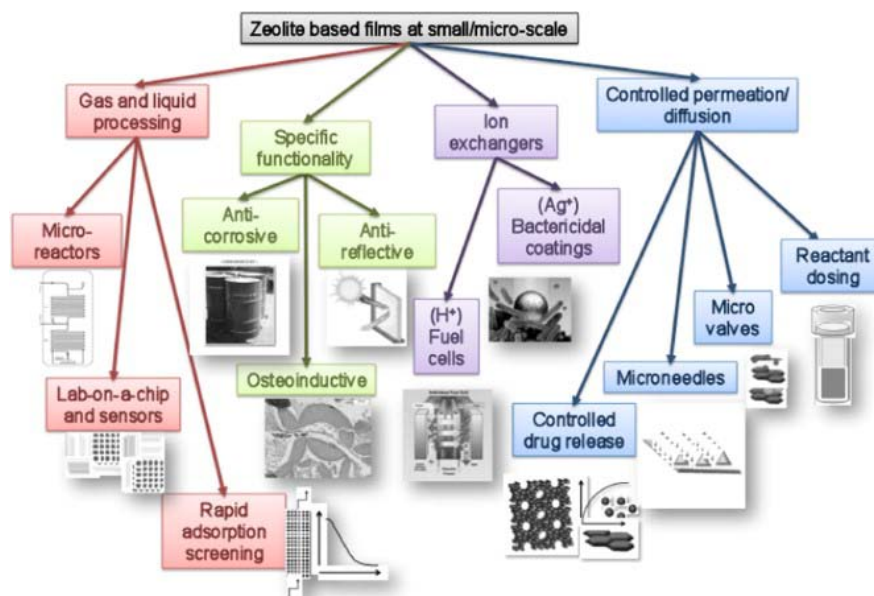 Zeolite based films at small/micro-scale
Gas and liquid
processing
Specific
functionality
Ion
exchangers
Controlled permeation/
diffusion
Micro-
reactors
Anti-
corrosive
Anti-
reflective
(Ag⁺)
Bactericidal
coatings
Reactant
dosing
(H⁺)
Fuel
cells
Micro
valves
Lab-on-a-chip
and sensors
Osteoinductive
Microneedles
Controlled
drug release
Rapid
adsorption
screening